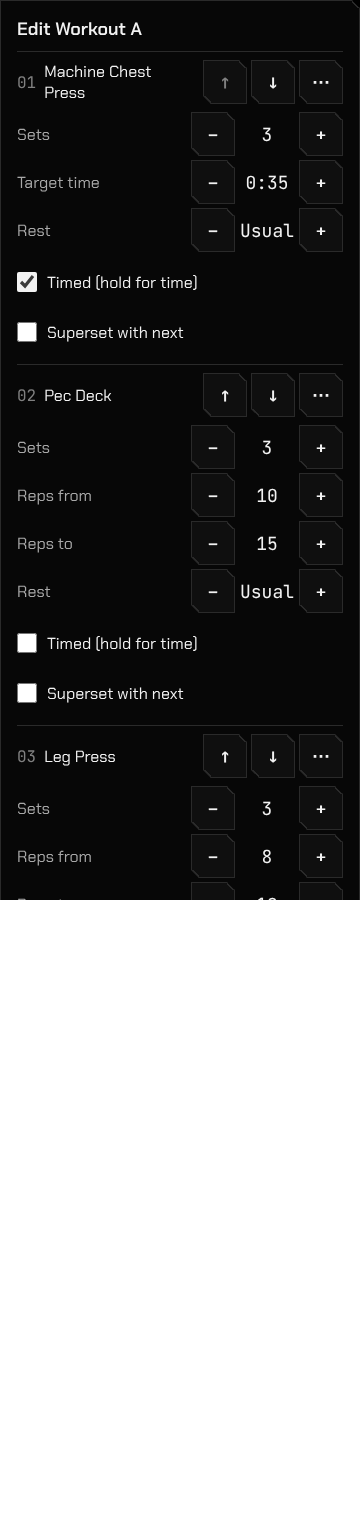 Edit Workout A
01 Machine Chest Press ↑ ↓ ···
Sets − 3 +
Target time − 0:35 +
Rest − Usual +
Timed (hold for time)
Superset with next
02 Pec Deck ↑ ↓ ···
Sets − 3 +
Reps from − 10 +
Reps to − 15 +
Rest − Usual +
Timed (hold for time)
Superset with next
03 Leg Press ↑ ↓ ···
Sets − 3 +
Reps from − 8 +